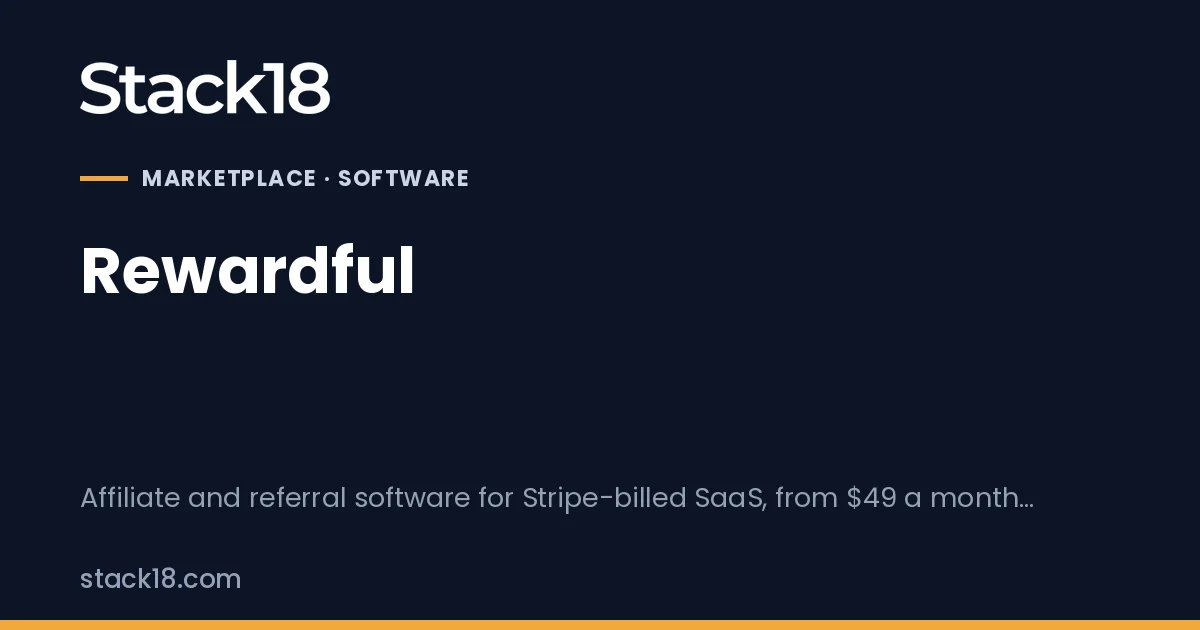 Stack18
MARKETPLACE · SOFTWARE
Rewardful
Affiliate and referral software for Stripe-billed SaaS, from $49 a month...
stack18.com